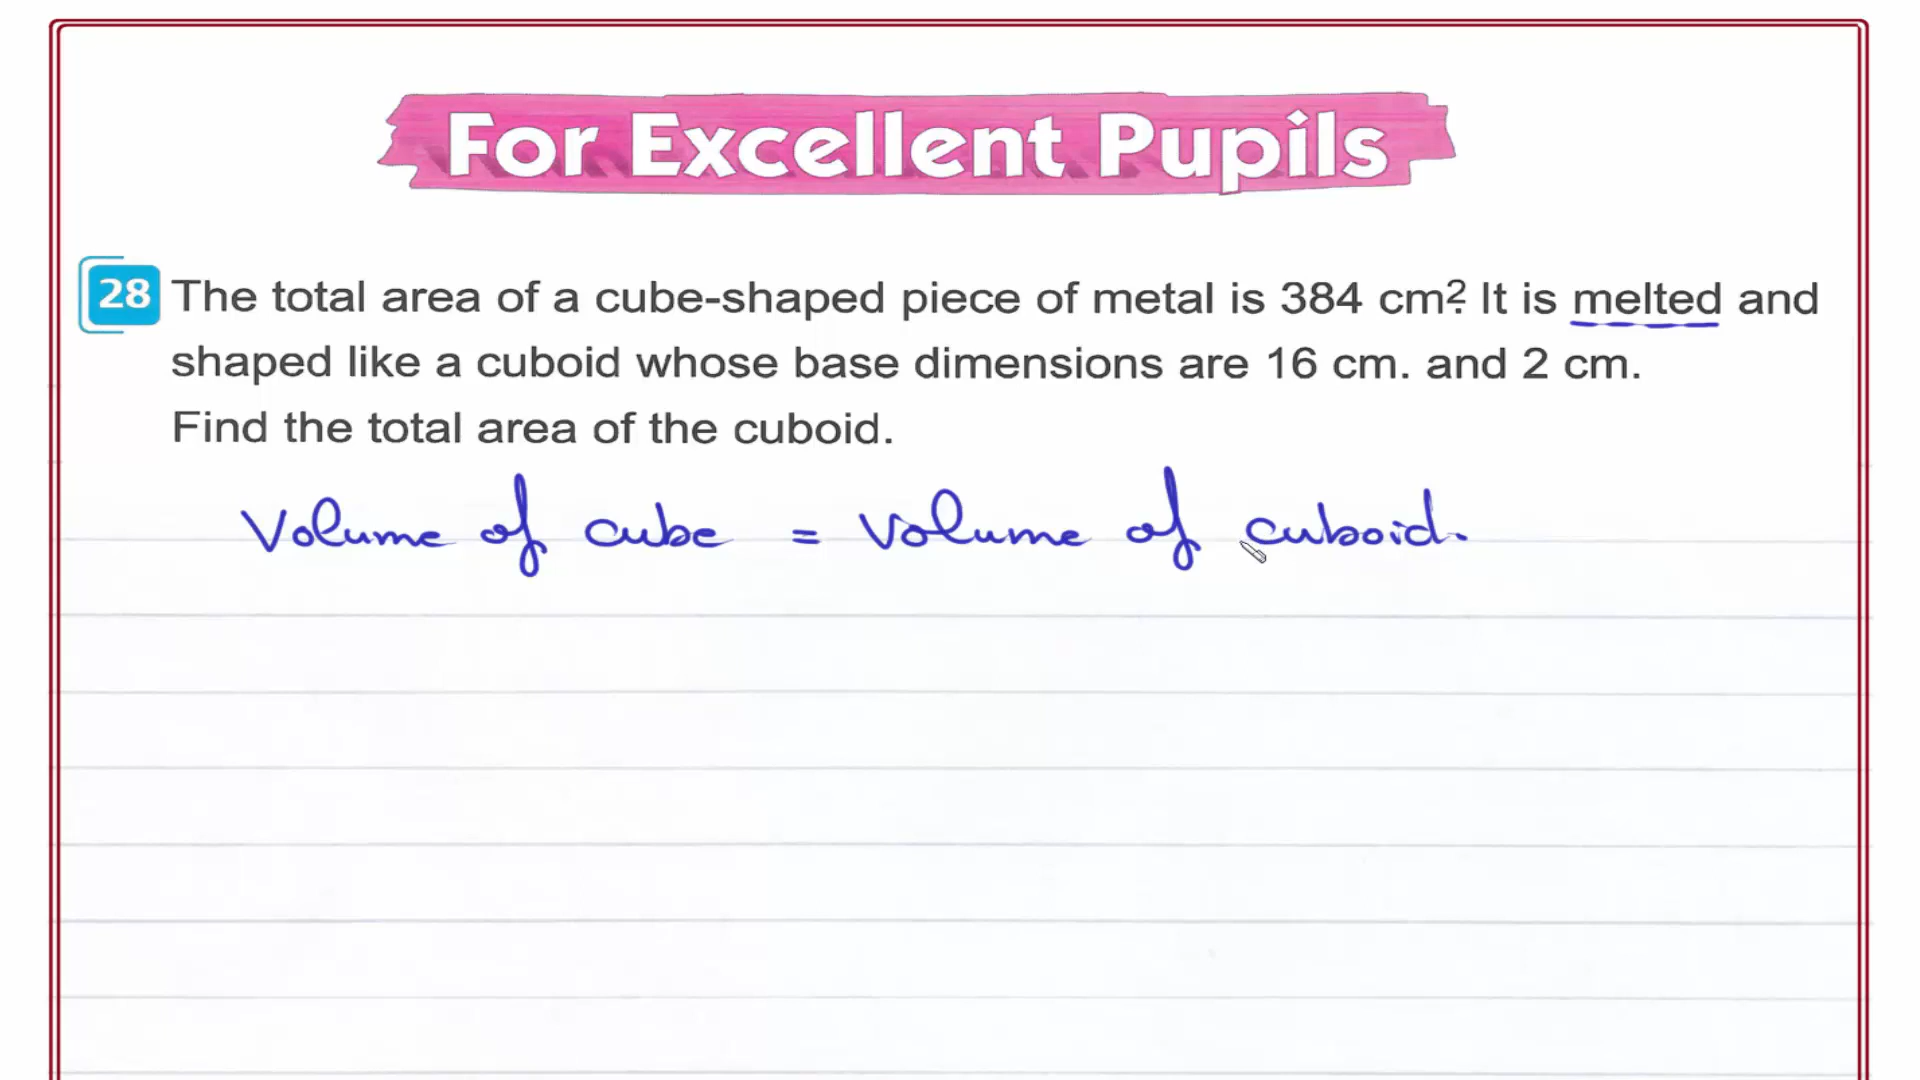 For Excellent Pupils
28 The total area of a cube-shaped piece of metal is 384 cm². It is melted and
shaped like a cuboid whose base dimensions are 16 cm. and 2 cm.
Find the total area of the cuboid.
Volume of cube = Volume of cuboid.